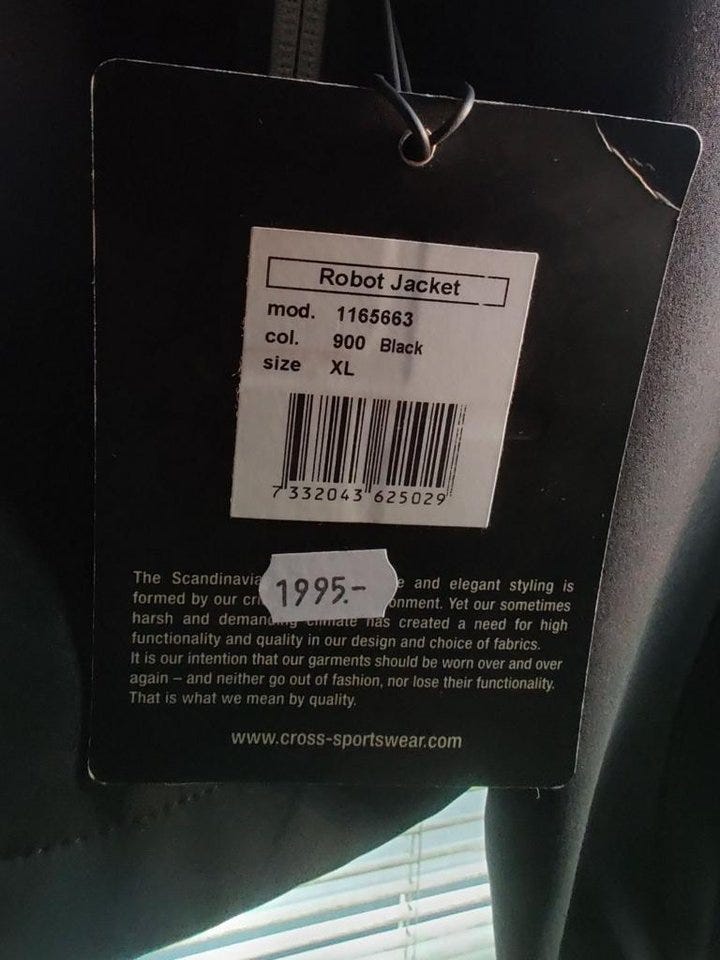 Robot Jacket
mod. 1165663
col. 900 Black
size XL
7 332043 625029
1995.-
The Scandinavia e and elegant styling is
formed by our cri onment. Yet our sometimes
harsh and demanding climate has created a need for high
functionality and quality in our design and choice of fabrics.
It is our intention that our garments should be worn over and over
again – and neither go out of fashion, nor lose their functionality.
That is what we mean by quality.
www.cross-sportswear.com